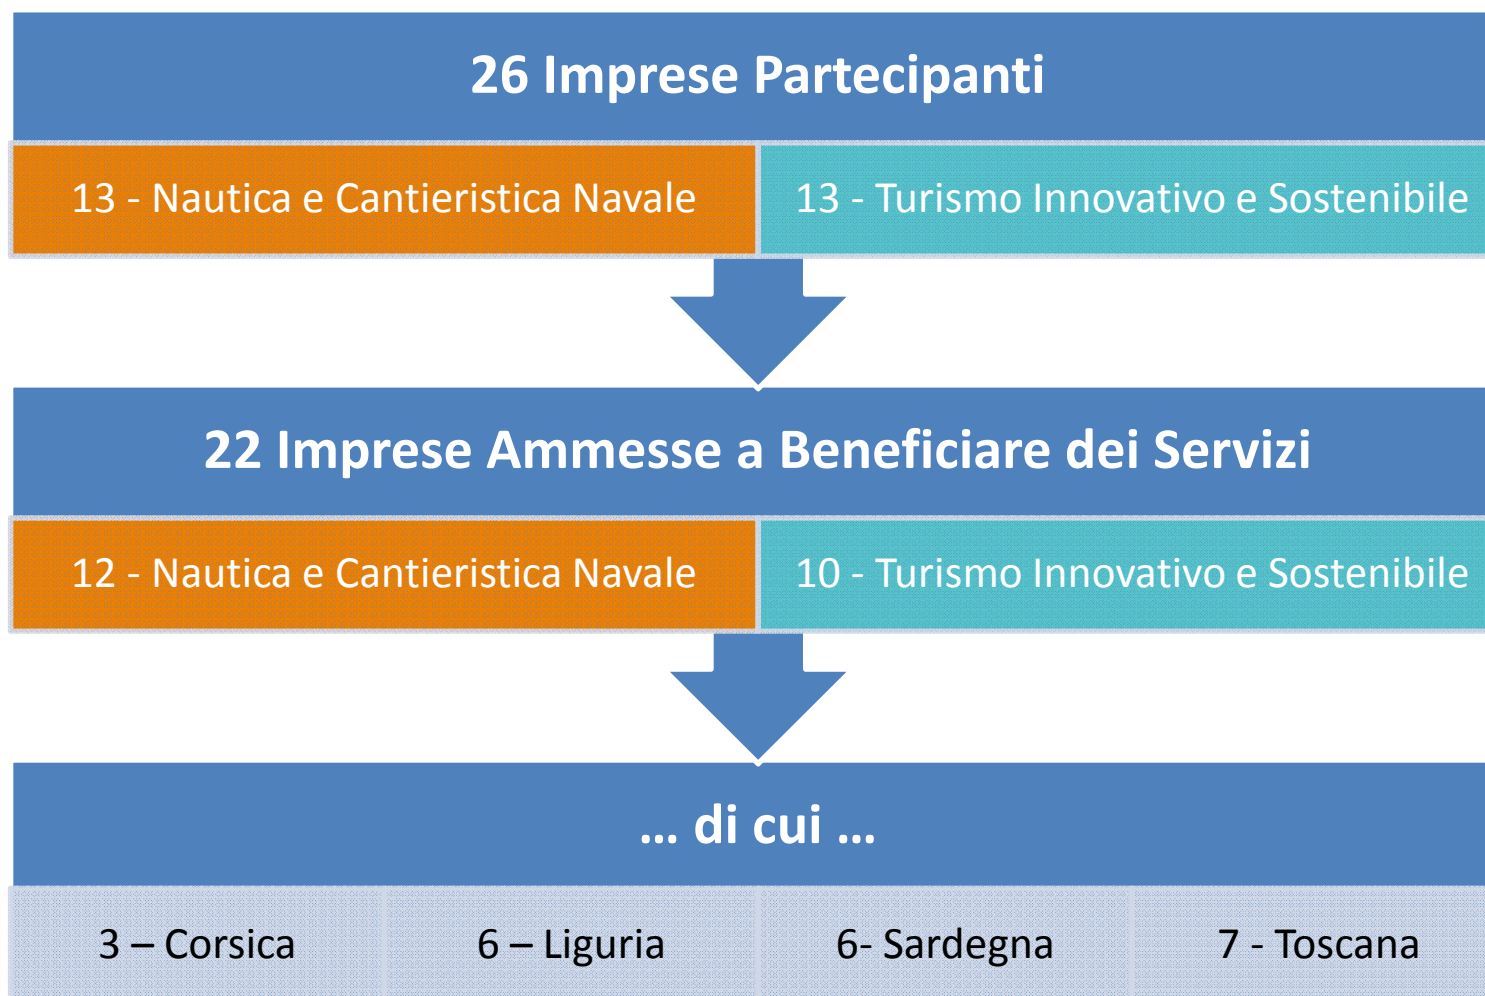 26 Imprese Partecipanti
13 - Nautica e Cantieristica Navale
13 - Turismo Innovativo e Sostenibile
22 Imprese Ammesse a Beneficiare dei Servizi
12 - Nautica e Cantieristica Navale
10 - Turismo Innovativo e Sostenibile
... di cui ...
3 – Corsica
6 – Liguria
6- Sardegna
7 - Toscana